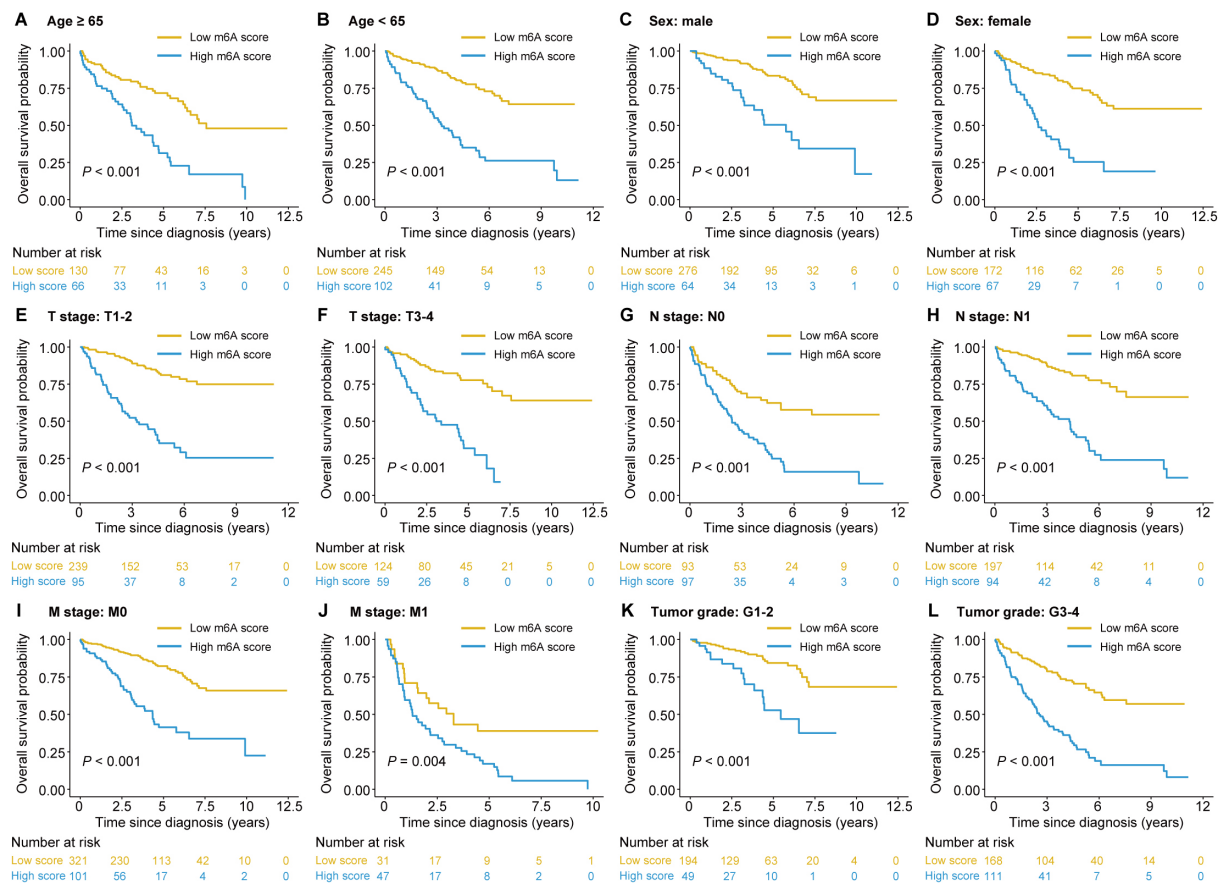 A Age ≥ 65
Low m6A score
High m6A score
Overall survival probability
1.00
0.75
0.50
0.25
0.00
P < 0.001
0 2.5 5 7.5 10 12.5
Time since diagnosis (years)
Number at risk
Low score 130 77 43 16 3 0
High score 66 33 11 3 0 0
B Age < 65
Low m6A score
High m6A score
Overall survival probability
1.00
0.75
0.50
0.25
0.00
P < 0.001
0 3 6 9 12
Time since diagnosis (years)
Number at risk
Low score 245 149 54 13 0
High score 102 41 9 5 0
C Sex: male
Low m6A score
High m6A score
Overall survival probability
1.00
0.75
0.50
0.25
0.00
P < 0.001
0 2.5 5 7.5 10 12.5
Time since diagnosis (years)
Number at risk
Low score 276 192 95 32 6 0
High score 64 34 13 3 1 0
D Sex: female
Low m6A score
High m6A score
Overall survival probability
1.00
0.75
0.50
0.25
0.00
P < 0.001
0 2.5 5 7.5 10 12.5
Time since diagnosis (years)
Number at risk
Low score 172 116 62 26 5 0
High score 67 29 7 1 0 0
E T stage: T1-2
Low m6A score
High m6A score
Overall survival probability
1.00
0.75
0.50
0.25
0.00
P < 0.001
0 3 6 9 12
Time since diagnosis (years)
Number at risk
Low score 239 152 53 17 0
High score 95 37 8 2 0
F T stage: T3-4
Low m6A score
High m6A score
Overall survival probability
1.00
0.75
0.50
0.25
0.00
P < 0.001
0 2.5 5 7.5 10 12.5
Time since diagnosis (years)
Number at risk
Low score 124 80 45 21 5 0
High score 59 26 8 0 0 0
G N stage: N0
Low m6A score
High m6A score
Overall survival probability
1.00
0.75
0.50
0.25
0.00
P < 0.001
0 3 6 9 12
Time since diagnosis (years)
Number at risk
Low score 93 53 24 9 0
High score 97 35 4 3 0
H N stage: N1
Low m6A score
High m6A score
Overall survival probability
1.00
0.75
0.50
0.25
0.00
P < 0.001
0 3 6 9 12
Time since diagnosis (years)
Number at risk
Low score 197 114 42 11 0
High score 94 42 8 4 0
I M stage: M0
Low m6A score
High m6A score
Overall survival probability
1.00
0.75
0.50
0.25
0.00
P < 0.001
0 2.5 5 7.5 10 12.5
Time since diagnosis (years)
Number at risk
Low score 321 230 113 42 10 0
High score 101 56 17 4 2 0
J M stage: M1
Low m6A score
High m6A score
Overall survival probability
1.00
0.75
0.50
0.25
0.00
P = 0.004
0 2.5 5 7.5 10
Time since diagnosis (years)
Number at risk
Low score 31 17 9 5 1
High score 47 17 8 2 0
K Tumor grade: G1-2
Low m6A score
High m6A score
Overall survival probability
1.00
0.75
0.50
0.25
0.00
P < 0.001
0 2.5 5 7.5 10 12.5
Time since diagnosis (years)
Number at risk
Low score 194 129 63 20 4 0
High score 49 27 10 1 0 0
L Tumor grade: G3-4
Low m6A score
High m6A score
Overall survival probability
1.00
0.75
0.50
0.25
0.00
P < 0.001
0 3 6 9 12
Time since diagnosis (years)
Number at risk
Low score 168 104 40 14 0
High score 111 41 7 5 0